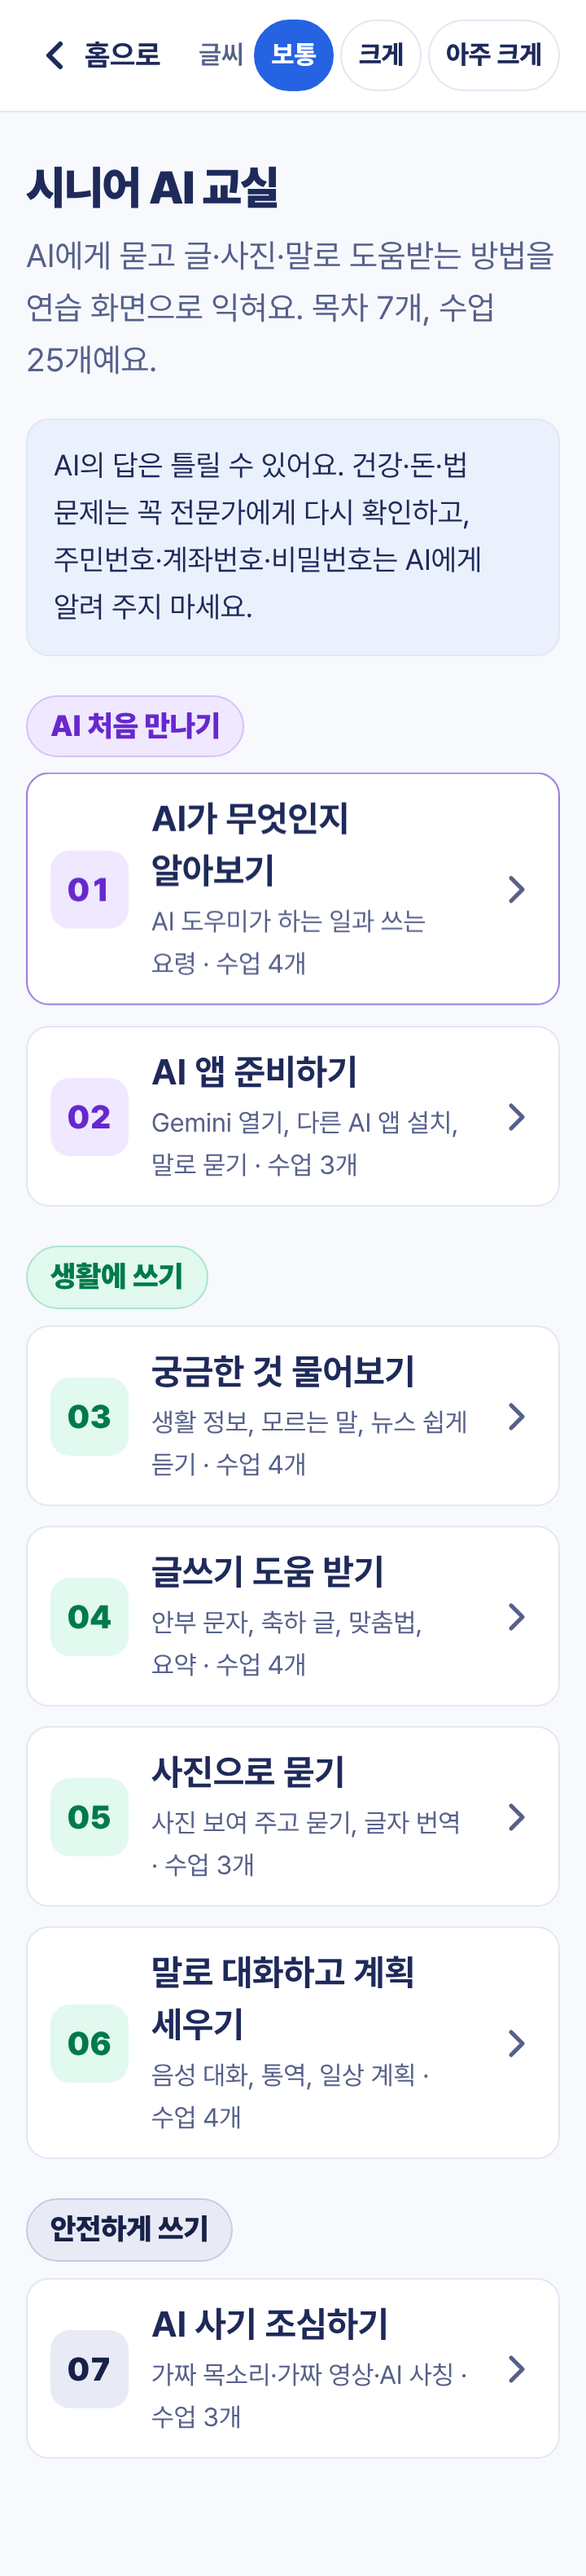 홈으로 글씨 보통 크게 아주 크게
시니어 AI 교실
AI에게 묻고 글·사진·말로 도움받는 방법을
연습 화면으로 익혀요. 목차 7개, 수업
25개예요.
AI의 답은 틀릴 수 있어요. 건강·돈·법
문제는 꼭 전문가에게 다시 확인하고,
주민번호·계좌번호·비밀번호는 AI에게
알려 주지 마세요.
AI 처음 만나기
01
AI가 무엇인지
알아보기
AI 도우미가 하는 일과 쓰는
요령 · 수업 4개
02
AI 앱 준비하기
Gemini 열기, 다른 AI 앱 설치,
말로 묻기 · 수업 3개
생활에 쓰기
03
궁금한 것 물어보기
생활 정보, 모르는 말, 뉴스 쉽게
듣기 · 수업 4개
04
글쓰기 도움 받기
안부 문자, 축하 글, 맞춤법,
요약 · 수업 4개
05
사진으로 묻기
사진 보여 주고 묻기, 글자 번역
· 수업 3개
06
말로 대화하고 계획
세우기
음성 대화, 통역, 일상 계획 ·
수업 4개
안전하게 쓰기
07
AI 사기 조심하기
가짜 목소리·가짜 영상·AI 사칭 ·
수업 3개